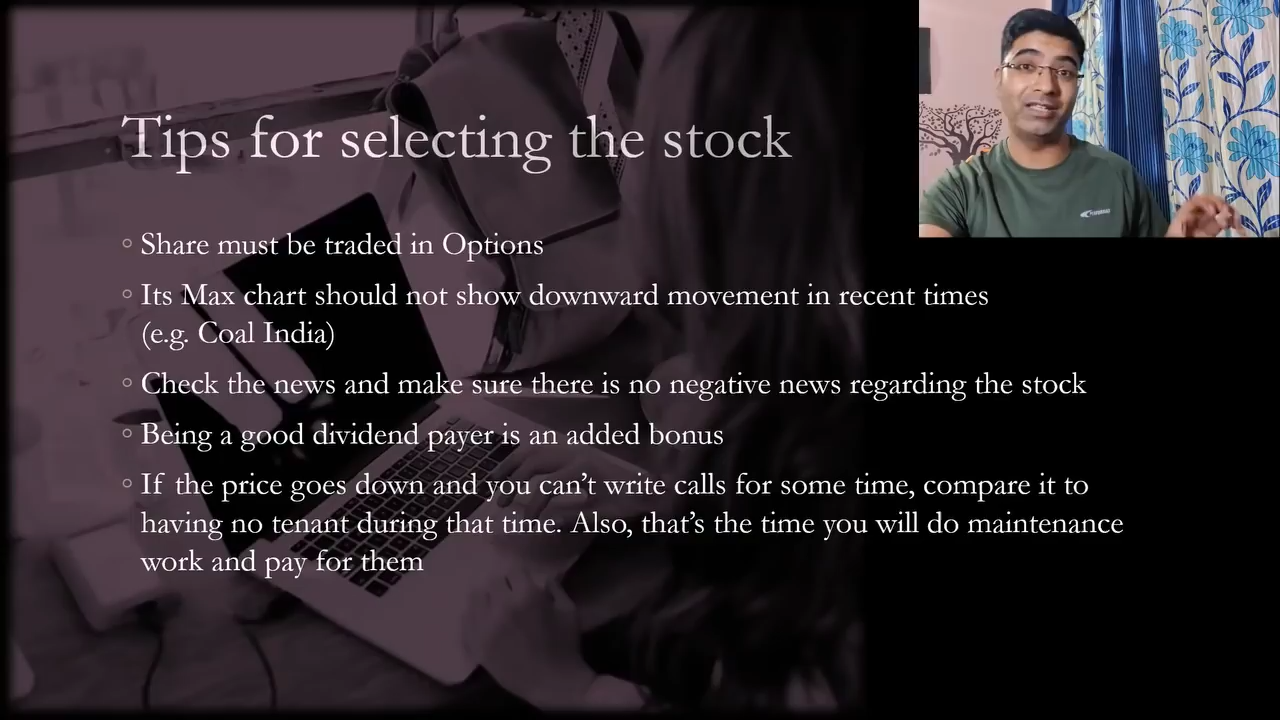 Tips for selecting the stock
◦ Share must be traded in Options
◦ Its Max chart should not show downward movement in recent times
(e.g. Coal India)
◦ Check the news and make sure there is no negative news regarding the stock
◦ Being a good dividend payer is an added bonus
◦ If the price goes down and you can’t write calls for some time, compare it to
having no tenant during that time. Also, that’s the time you will do maintenance
work and pay for them